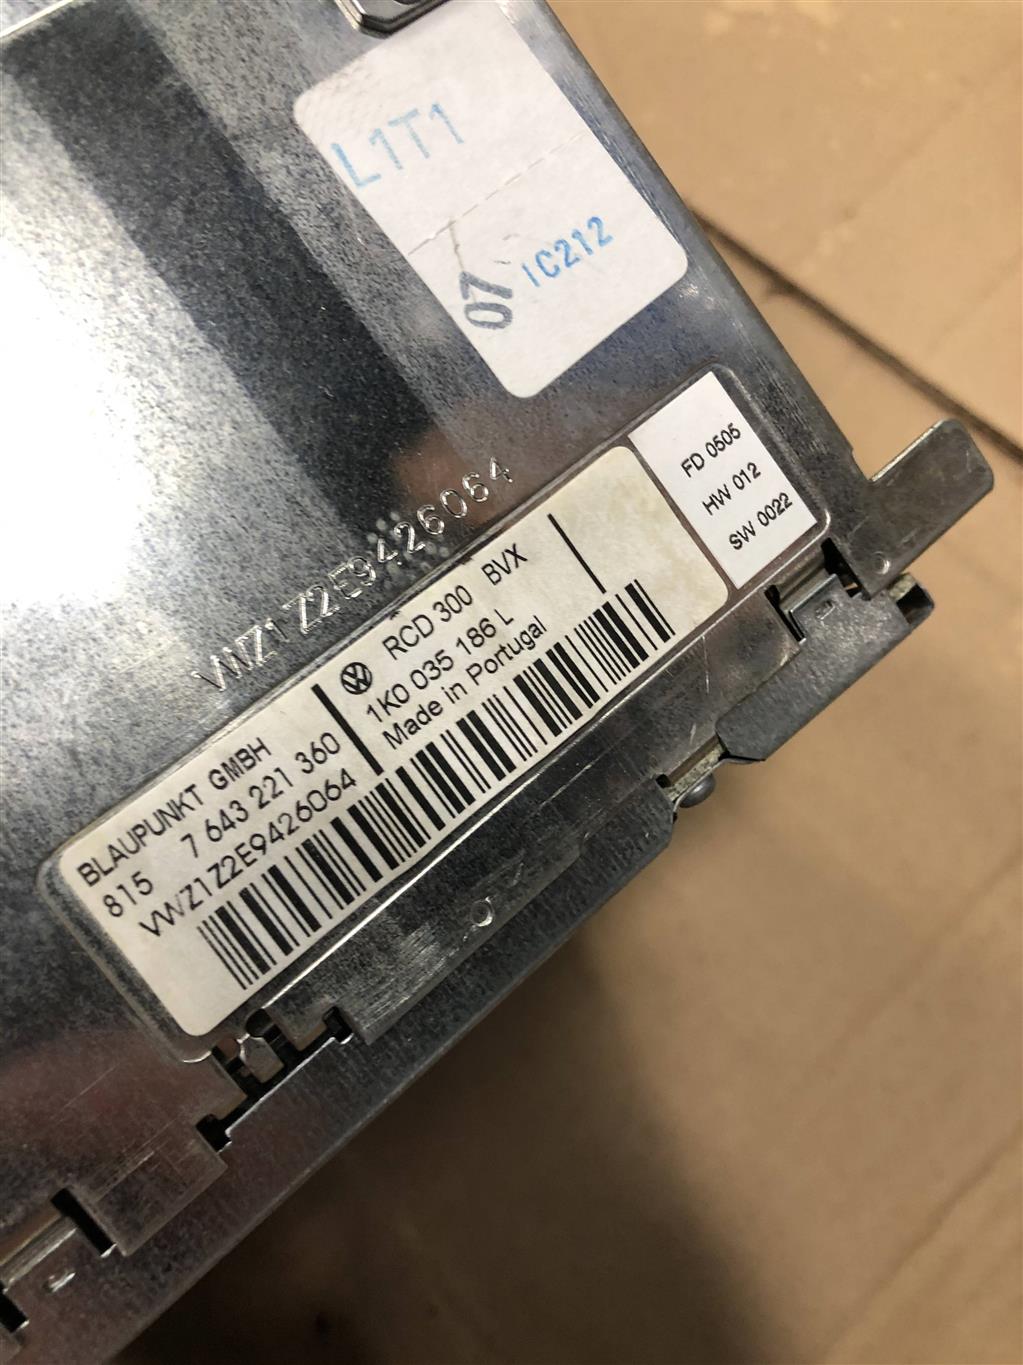 L1T1
07 IC212
FD 0505
HW 012
SW 0022
VWZ1Z2E9426064
BLAUPUNKT GMBH
815 7 643 221 360
VWZ1Z2E9426064
RCD 300 BVX
1K0 035 186 L
Made in Portugal